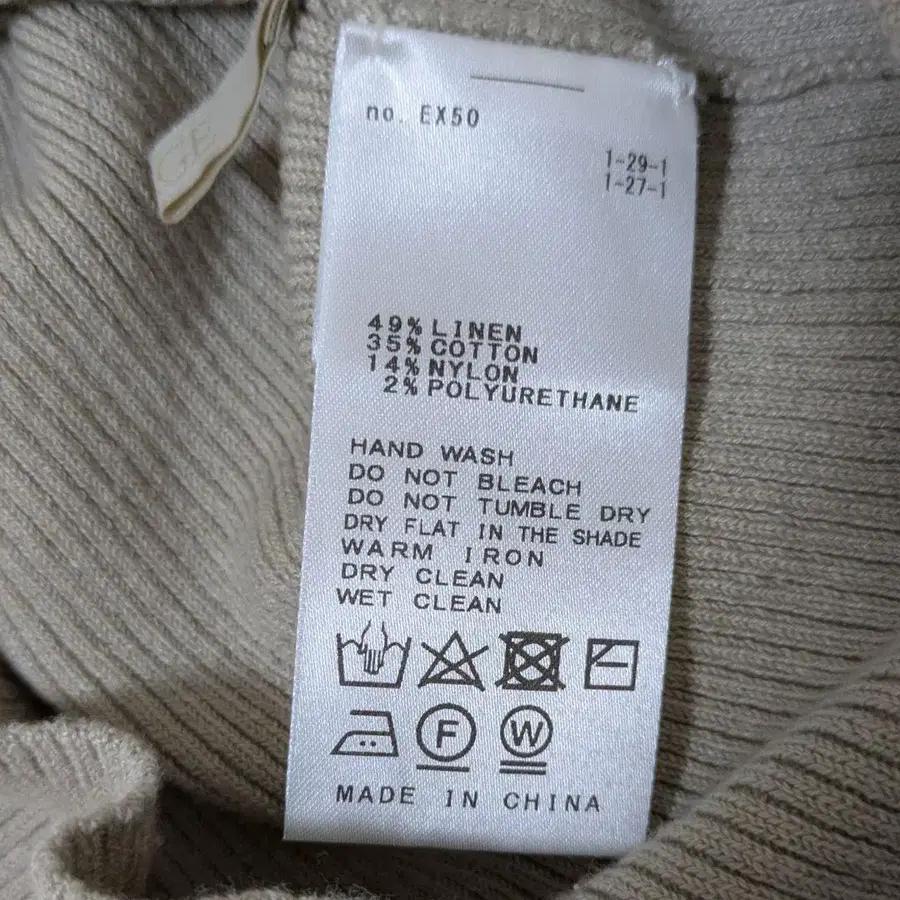 GE
no. EX50
1-29-1
1-27-1
49% LINEN
35% COTTON
14% NYLON
2% POLYURETHANE
HAND WASH
DO NOT BLEACH
DO NOT TUMBLE DRY
DRY FLAT IN THE SHADE
WARM IRON
DRY CLEAN
WET CLEAN
F W
MADE IN CHINA